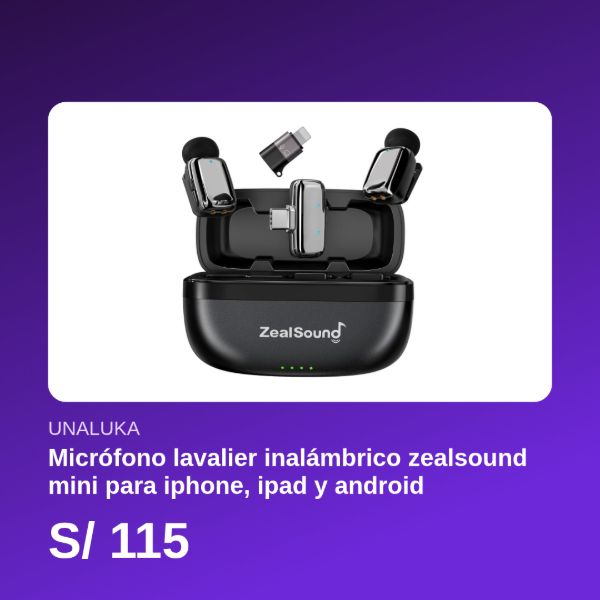 ZealSound
UNALUKA
Micrófono lavalier inalámbrico zealsound
mini para iphone, ipad y android
S/ 115